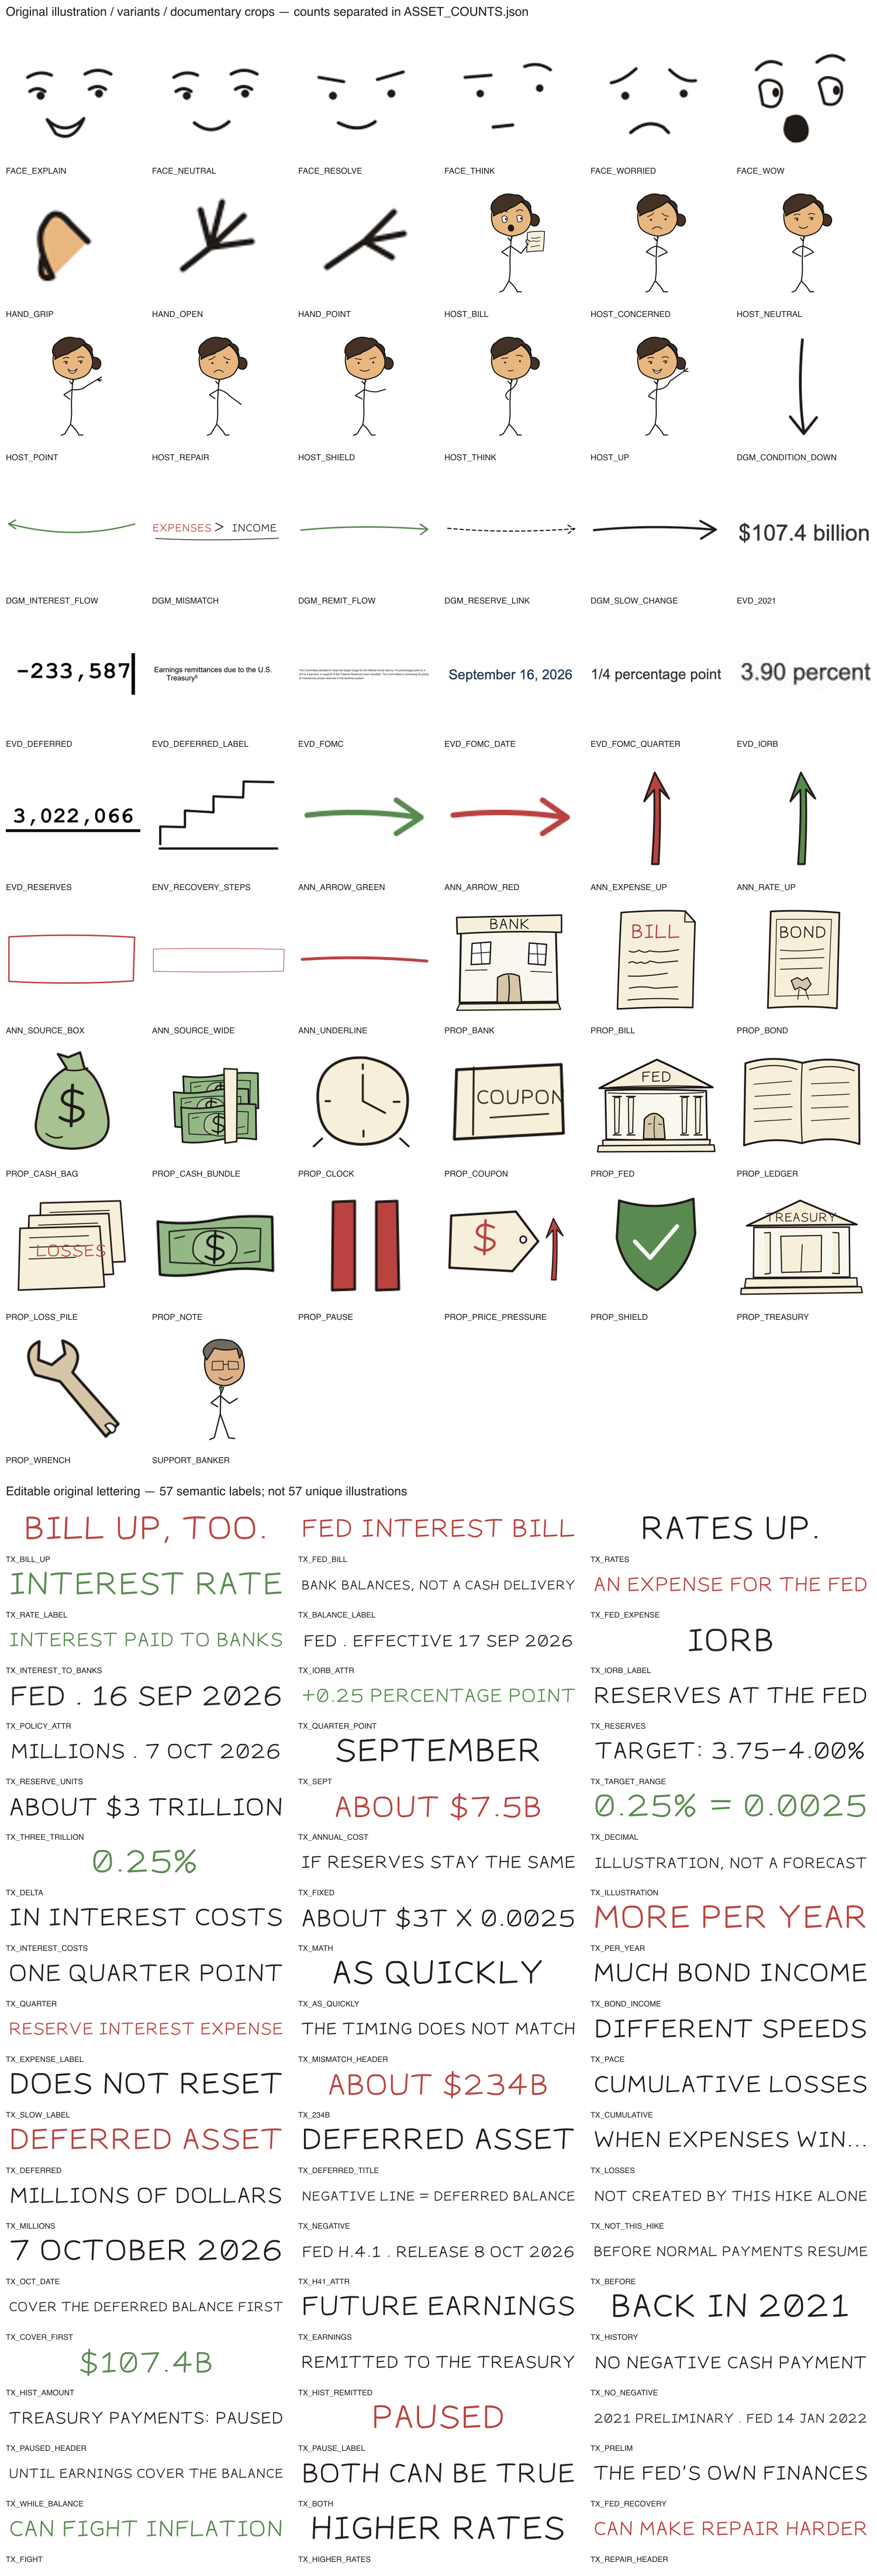 Original illustration / variants / documentary crops — counts separated in ASSET_COUNTS.json
FACE_EXPLAIN FACE_NEUTRAL FACE_RESOLVE FACE_THINK FACE_WORRIED FACE_WOW
HAND_GRIP HAND_OPEN HAND_POINT HOST_BILL HOST_CONCERNED HOST_NEUTRAL
HOST_POINT HOST_REPAIR HOST_SHIELD HOST_THINK HOST_UP DGM_CONDITION_DOWN
EXPENSES > INCOME $107.4 billion
DGM_INTEREST_FLOW DGM_MISMATCH DGM_REMIT_FLOW DGM_RESERVE_LINK DGM_SLOW_CHANGE EVD_2021
-233,587 Earnings remittances due to the U.S. Treasury⁶ September 16, 2026 1/4 percentage point 3.90 percent
EVD_DEFERRED EVD_DEFERRED_LABEL EVD_FOMC EVD_FOMC_DATE EVD_FOMC_QUARTER EVD_IORB
3,022,066
EVD_RESERVES ENV_RECOVERY_STEPS ANN_ARROW_GREEN ANN_ARROW_RED ANN_EXPENSE_UP ANN_RATE_UP
BANK BILL BOND
ANN_SOURCE_BOX ANN_SOURCE_WIDE ANN_UNDERLINE PROP_BANK PROP_BILL PROP_BOND
$ $ COUPON FED
PROP_CASH_BAG PROP_CASH_BUNDLE PROP_CLOCK PROP_COUPON PROP_FED PROP_LEDGER
LOSSES $ $ TREASURY
PROP_LOSS_PILE PROP_NOTE PROP_PAUSE PROP_PRICE_PRESSURE PROP_SHIELD PROP_TREASURY
PROP_WRENCH SUPPORT_BANKER
Editable original lettering — 57 semantic labels; not 57 unique illustrations
BILL UP, TOO. FED INTEREST BILL RATES UP.
TX_BILL_UP TX_FED_BILL TX_RATES
INTEREST RATE BANK BALANCES, NOT A CASH DELIVERY AN EXPENSE FOR THE FED
TX_RATE_LABEL TX_BALANCE_LABEL TX_FED_EXPENSE
INTEREST PAID TO BANKS FED . EFFECTIVE 17 SEP 2026 IORB
TX_INTEREST_TO_BANKS TX_IORB_ATTR TX_IORB_LABEL
FED . 16 SEP 2026 +0.25 PERCENTAGE POINT RESERVES AT THE FED
TX_POLICY_ATTR TX_QUARTER_POINT TX_RESERVES
MILLIONS . 7 OCT 2026 SEPTEMBER TARGET: 3.75–4.00%
TX_RESERVE_UNITS TX_SEPT TX_TARGET_RANGE
ABOUT $3 TRILLION ABOUT $7.5B 0.25% = 0.0025
TX_THREE_TRILLION TX_ANNUAL_COST TX_DECIMAL
0.25% IF RESERVES STAY THE SAME ILLUSTRATION, NOT A FORECAST
TX_DELTA TX_FIXED TX_ILLUSTRATION
IN INTEREST COSTS ABOUT $3T X 0.0025 MORE PER YEAR
TX_INTEREST_COSTS TX_MATH TX_PER_YEAR
ONE QUARTER POINT AS QUICKLY MUCH BOND INCOME
TX_QUARTER TX_AS_QUICKLY TX_BOND_INCOME
RESERVE INTEREST EXPENSE THE TIMING DOES NOT MATCH DIFFERENT SPEEDS
TX_EXPENSE_LABEL TX_MISMATCH_HEADER TX_PACE
DOES NOT RESET ABOUT $234B CUMULATIVE LOSSES
TX_SLOW_LABEL TX_234B TX_CUMULATIVE
DEFERRED ASSET DEFERRED ASSET WHEN EXPENSES WIN...
TX_DEFERRED TX_DEFERRED_TITLE TX_LOSSES
MILLIONS OF DOLLARS NEGATIVE LINE = DEFERRED BALANCE NOT CREATED BY THIS HIKE ALONE
TX_MILLIONS TX_NEGATIVE TX_NOT_THIS_HIKE
7 OCTOBER 2026 FED H.4.1 . RELEASE 8 OCT 2026 BEFORE NORMAL PAYMENTS RESUME
TX_OCT_DATE TX_H41_ATTR TX_BEFORE
COVER THE DEFERRED BALANCE FIRST FUTURE EARNINGS BACK IN 2021
TX_COVER_FIRST TX_EARNINGS TX_HISTORY
$107.4B REMITTED TO THE TREASURY NO NEGATIVE CASH PAYMENT
TX_HIST_AMOUNT TX_HIST_REMITTED TX_NO_NEGATIVE
TREASURY PAYMENTS: PAUSED PAUSED 2021 PRELIMINARY . FED 14 JAN 2022
TX_PAUSED_HEADER TX_PAUSE_LABEL TX_PRELIM
UNTIL EARNINGS COVER THE BALANCE BOTH CAN BE TRUE THE FED'S OWN FINANCES
TX_WHILE_BALANCE TX_BOTH TX_FED_RECOVERY
CAN FIGHT INFLATION HIGHER RATES CAN MAKE REPAIR HARDER
TX_FIGHT TX_HIGHER_RATES TX_REPAIR_HEADER